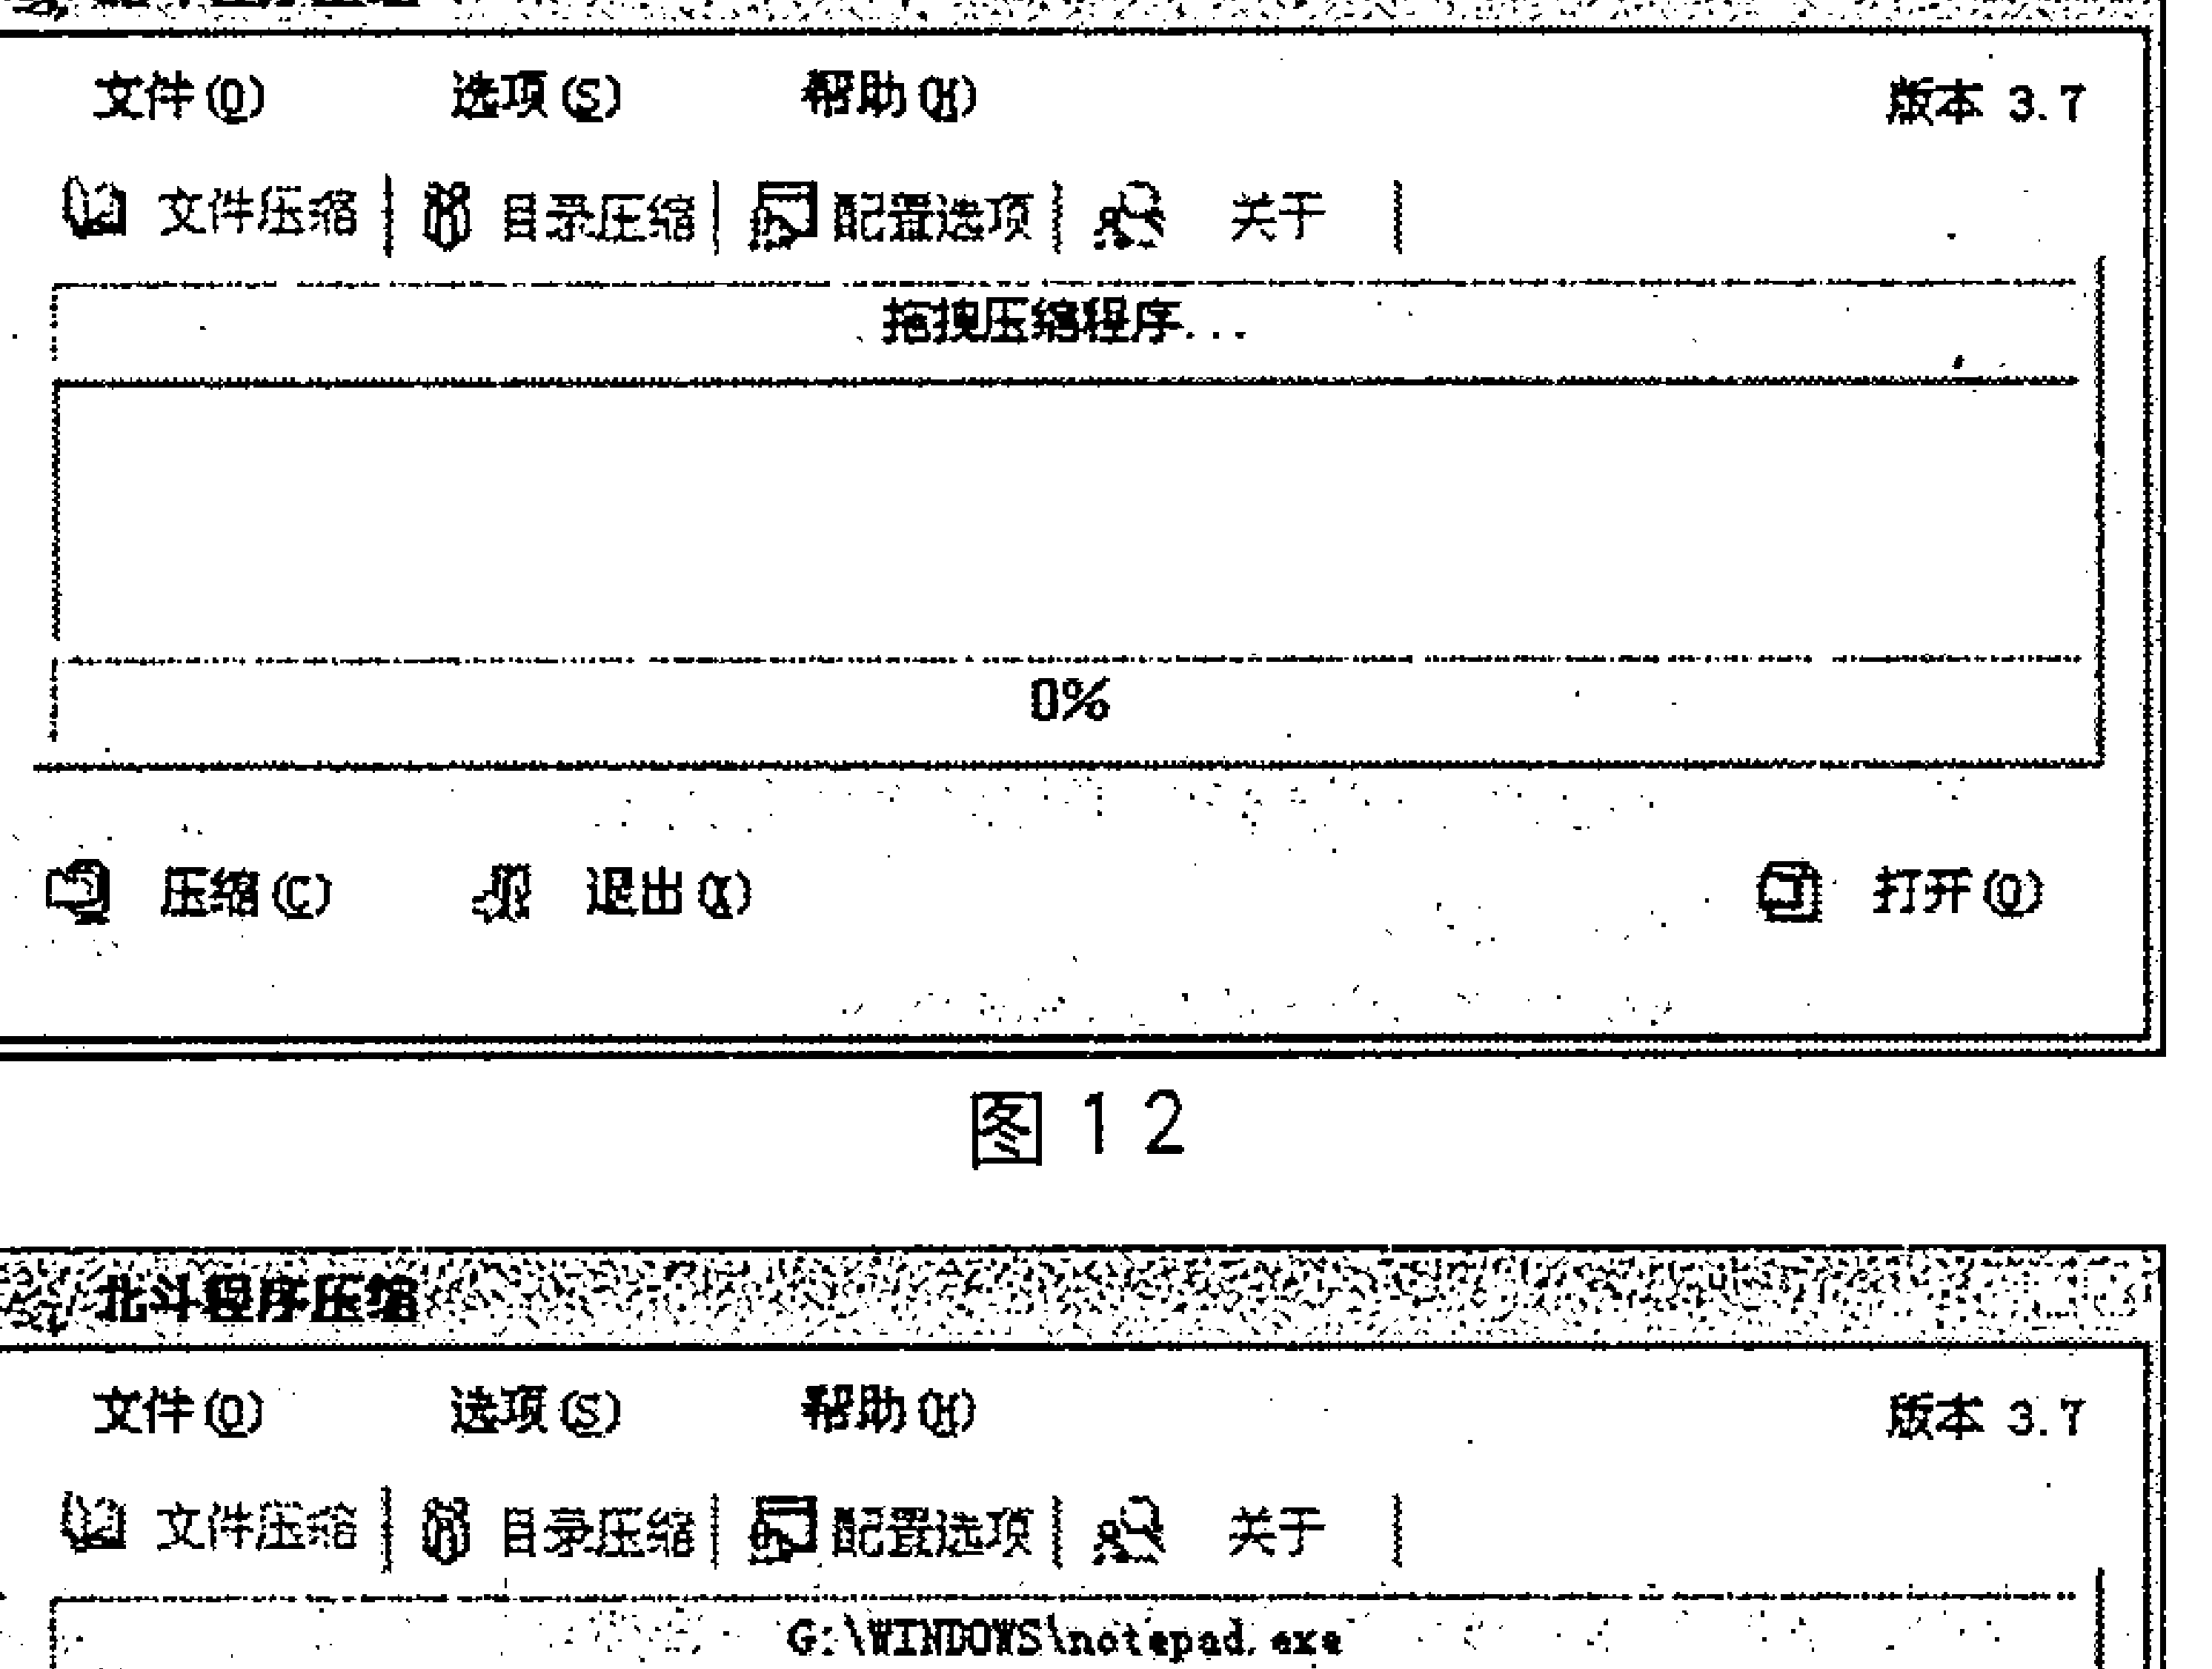 文件(O) 选项(S) 帮助(H) 版本 3.7
文件压缩 目录压缩 配置选项 关于
拖拽压缩程序...
0%
压缩(C) 退出(X) 打开(O)
图 12
北斗程序压缩
文件(O) 选项(S) 帮助(H) 版本 3.7
文件压缩 目录压缩 配置选项 关于
G:\WINDOWS\notepad.exe